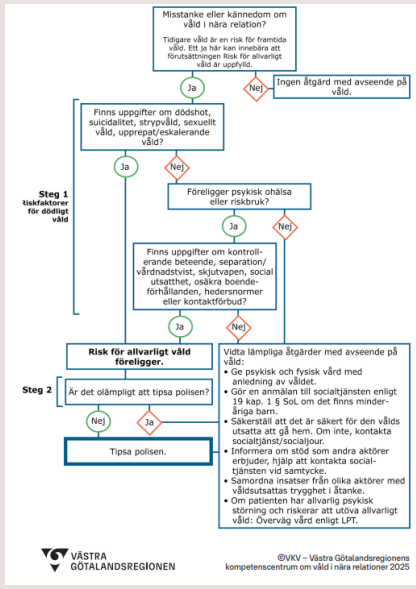 Misstanke eller kännedom om
våld i nära relation?
Tidigare våld är en risk för framtida
våld. Ett ja här kan innebära att
förutsättningen Risk för allvarligt
våld är uppfylld.
Ja
Nej
Ingen åtgärd med avseende på
våld.
Finns uppgifter om dödshot,
suicidalitet, strypvåld, sexuellt
våld, upprepat/eskalerande
våld?
Ja
Nej
Steg 1
Riskfaktorer
för dödligt
våld
Föreligger psykisk ohälsa
eller riskbruk?
Ja
Nej
Finns uppgifter om kontroll-
erande beteende, separation/
vårdnadstvist, skjutvapen, social
utsatthet, osäkra boende-
förhållanden, hedersnormer
eller kontaktförbud?
Ja
Nej
Risk för allvarligt våld
föreligger.
Steg 2
Är det olämpligt att tipsa polisen?
Nej
Ja
Tipsa polisen.
Vidta lämpliga åtgärder med avseende på
våld:
• Ge psykisk och fysisk vård med
anledning av våldet.
• Gör en anmälan till socialtjänsten enligt
19 kap. 1 § SoL om det finns minder-
åriga barn.
• Säkerställ att det är säkert för den vålds
utsatta att gå hem. Om inte, kontakta
socialtjänst/socialjour.
• Informera om stöd som andra aktörer
erbjuder, hjälp att kontakta social-
tjänsten vid samtycke.
• Samordna insatser från olika aktörer med
våldsutsattas trygghet i åtanke.
• Om patienten har allvarlig psykisk
störning och riskerar att utöva allvarligt
våld: Överväg vård enligt LPT.
VÄSTRA
GÖTALANDSREGIONEN
©VKV – Västra Götalandsregionens
kompetenscentrum om våld i nära relationer 2025